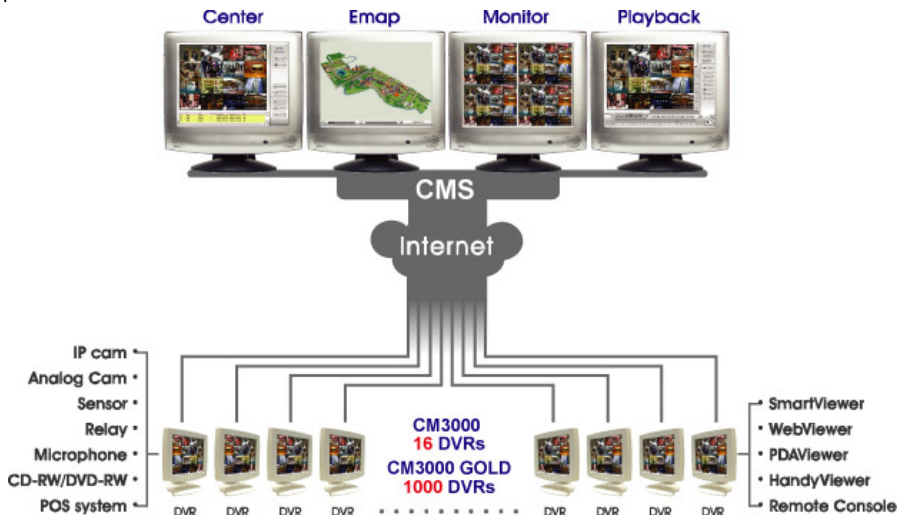 Center
Emap
Monitor
Playback
CMS
Internet
IP cam
Analog Cam
Sensor
Relay
Microphone
CD-RW/DVD-RW
POS system
CM3000
16 DVRs
CM3000 GOLD
1000 DVRs
SmartViewer
WebViewer
PDAViewer
HandyViewer
Remote Console
DVR DVR DVR DVR DVR DVR DVR DVR